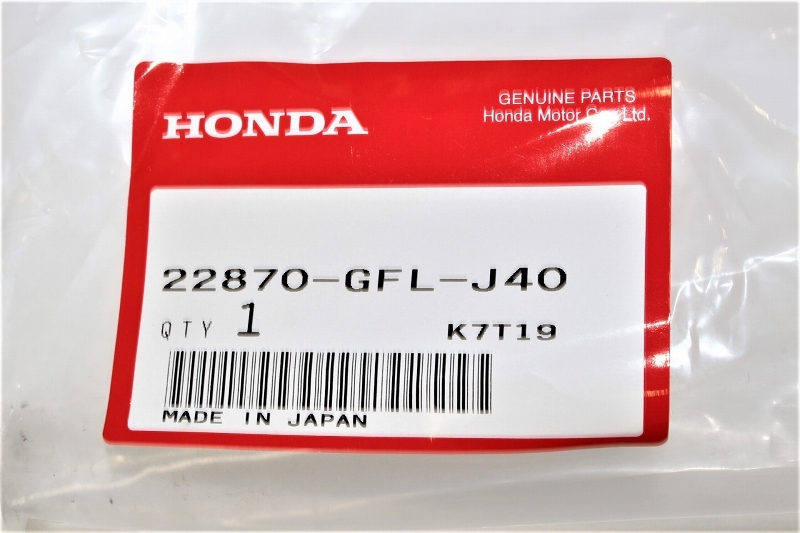 HONDA
GENUINE PARTS
Honda Motor Co., Ltd.
22870-GFL-J40
QTY 1
K7T19
MADE IN JAPAN